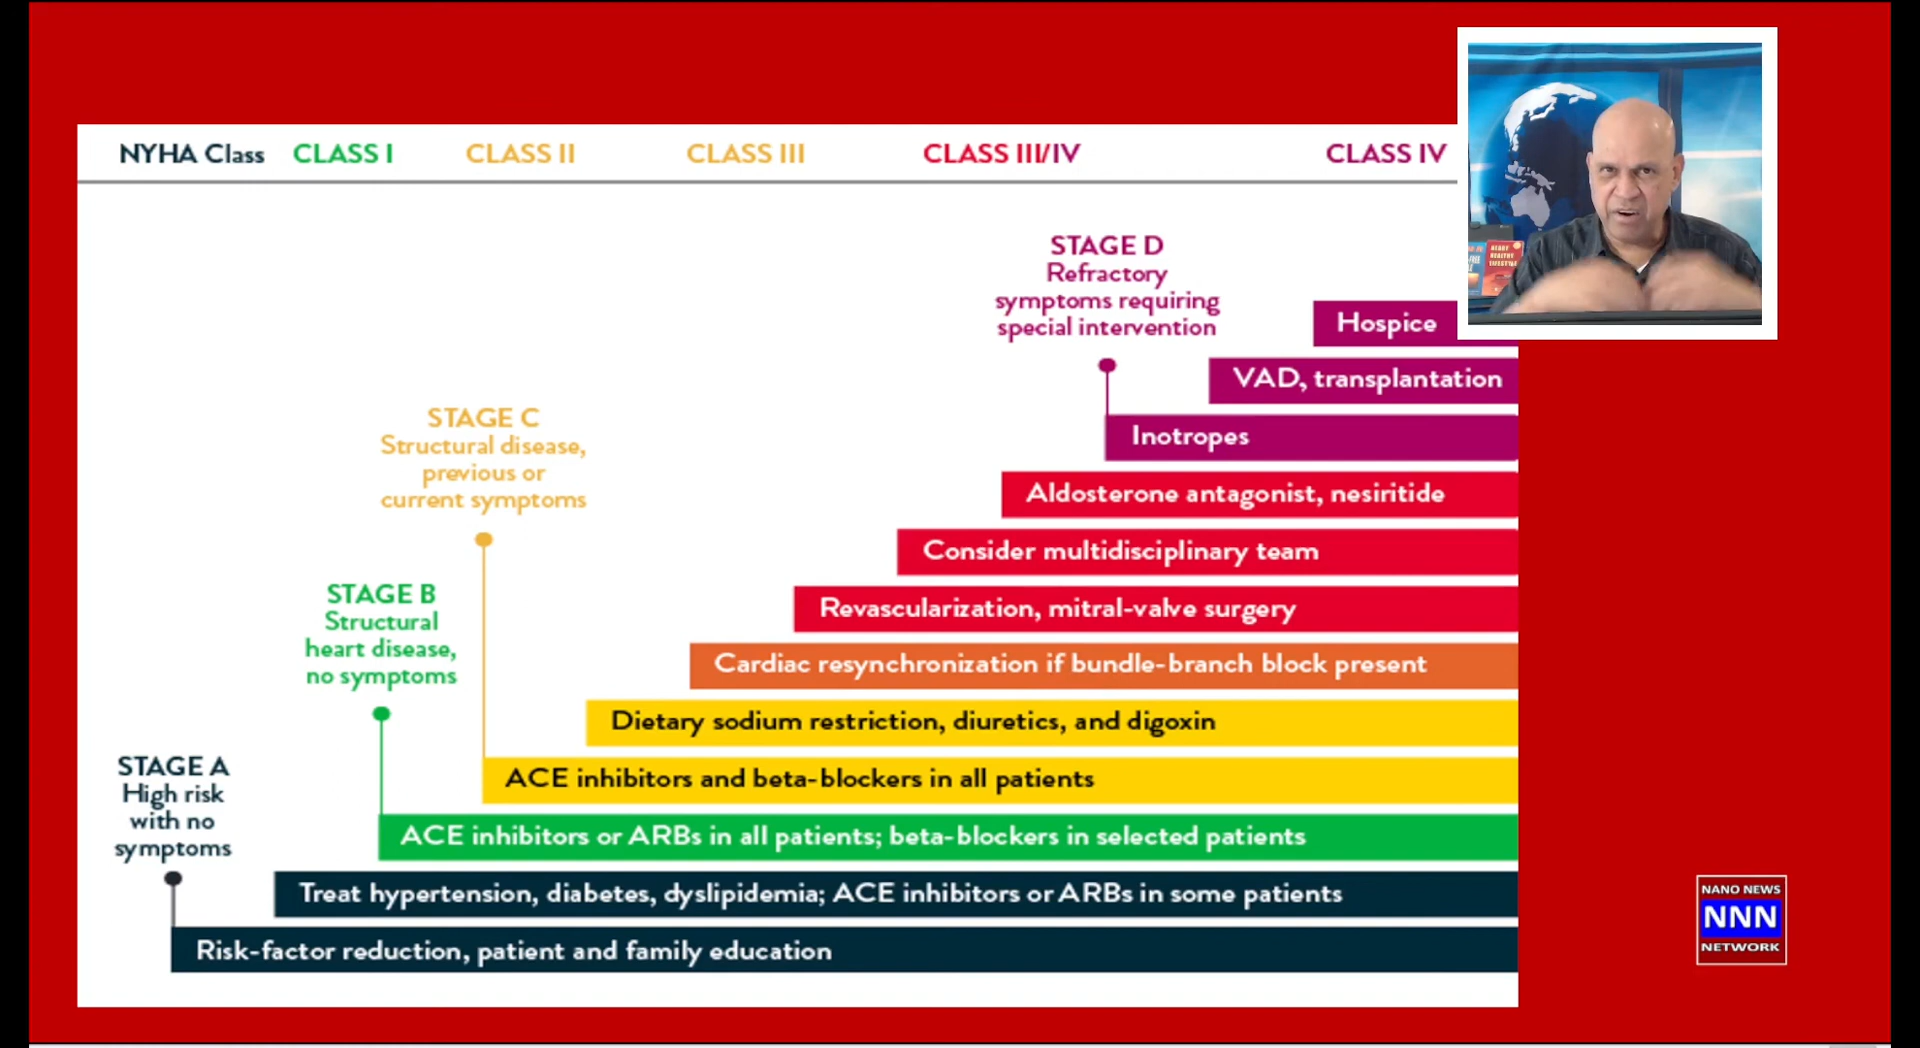 NYHA Class CLASS I CLASS II CLASS III CLASS III/IV CLASS IV
STAGE D
Refractory
symptoms requiring
special intervention
Hospice
VAD, transplantation
Inotropes
STAGE C
Structural disease,
previous or
current symptoms
Aldosterone antagonist, nesiritide
Consider multidisciplinary team
STAGE B
Structural
heart disease,
no symptoms
Revascularization, mitral-valve surgery
Cardiac resynchronization if bundle-branch block present
Dietary sodium restriction, diuretics, and digoxin
STAGE A
High risk
with no
symptoms
ACE inhibitors and beta-blockers in all patients
ACE inhibitors or ARBs in all patients; beta-blockers in selected patients
Treat hypertension, diabetes, dyslipidemia; ACE inhibitors or ARBs in some patients
Risk-factor reduction, patient and family education
NANO NEWS
NNN
NETWORK